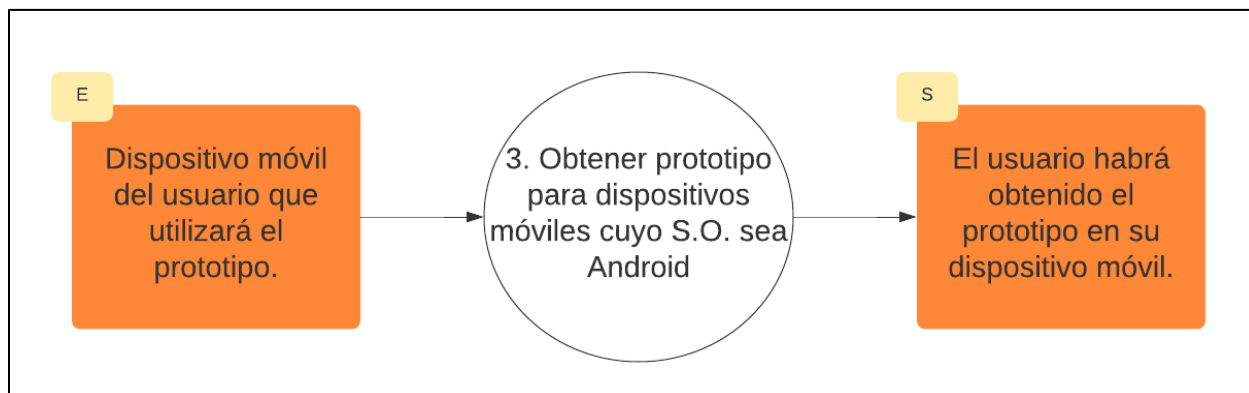 E
Dispositivo móvil
del usuario que
utilizará el
prototipo.
3. Obtener prototipo
para dispositivos
móviles cuyo S.O. sea
Android
S
El usuario habrá
obtenido el
prototipo en su
dispositivo móvil.